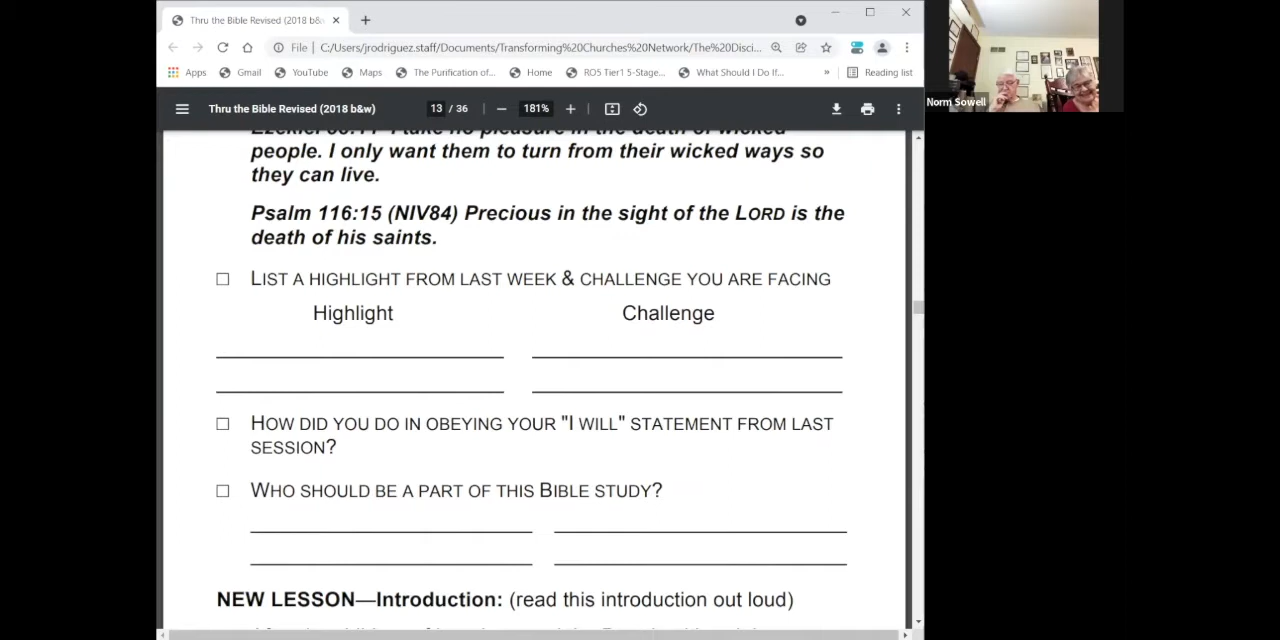 Thru the Bible Revised (2018 b&w
File C:/Users/jrodriguez.staff/Documents/Transforming%20Churches%20Network/The%20Disci...
Apps Gmail YouTube Maps The Purification of... Home RO5 Tier1 5-Stage... What Should I Do If... » Reading list
Thru the Bible Revised (2018 b&w) 13 / 36 181%
Norm Sowell
people. I only want them to turn from their wicked ways so
they can live.
Psalm 116:15 (NIV84) Precious in the sight of the LORD is the
death of his saints.
LIST A HIGHLIGHT FROM LAST WEEK & CHALLENGE YOU ARE FACING
Highlight Challenge
HOW DID YOU DO IN OBEYING YOUR "I WILL" STATEMENT FROM LAST
SESSION?
WHO SHOULD BE A PART OF THIS BIBLE STUDY?
NEW LESSON—Introduction: (read this introduction out loud)